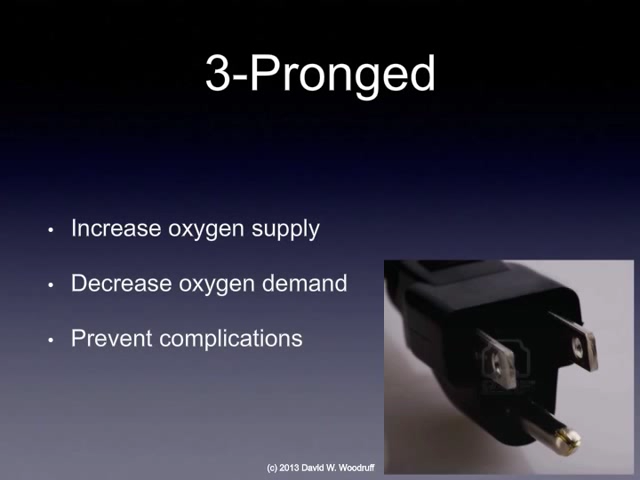 3-Pronged
• Increase oxygen supply
• Decrease oxygen demand
• Prevent complications
(c) 2013 David W. Woodruff